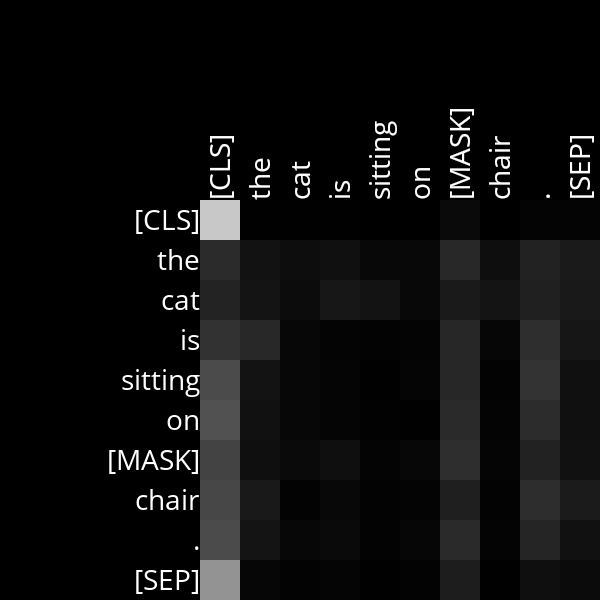 [CLS] the cat is sitting on [MASK] chair . [SEP]
[CLS]
the
cat
is
sitting
on
[MASK]
chair
.
[SEP]